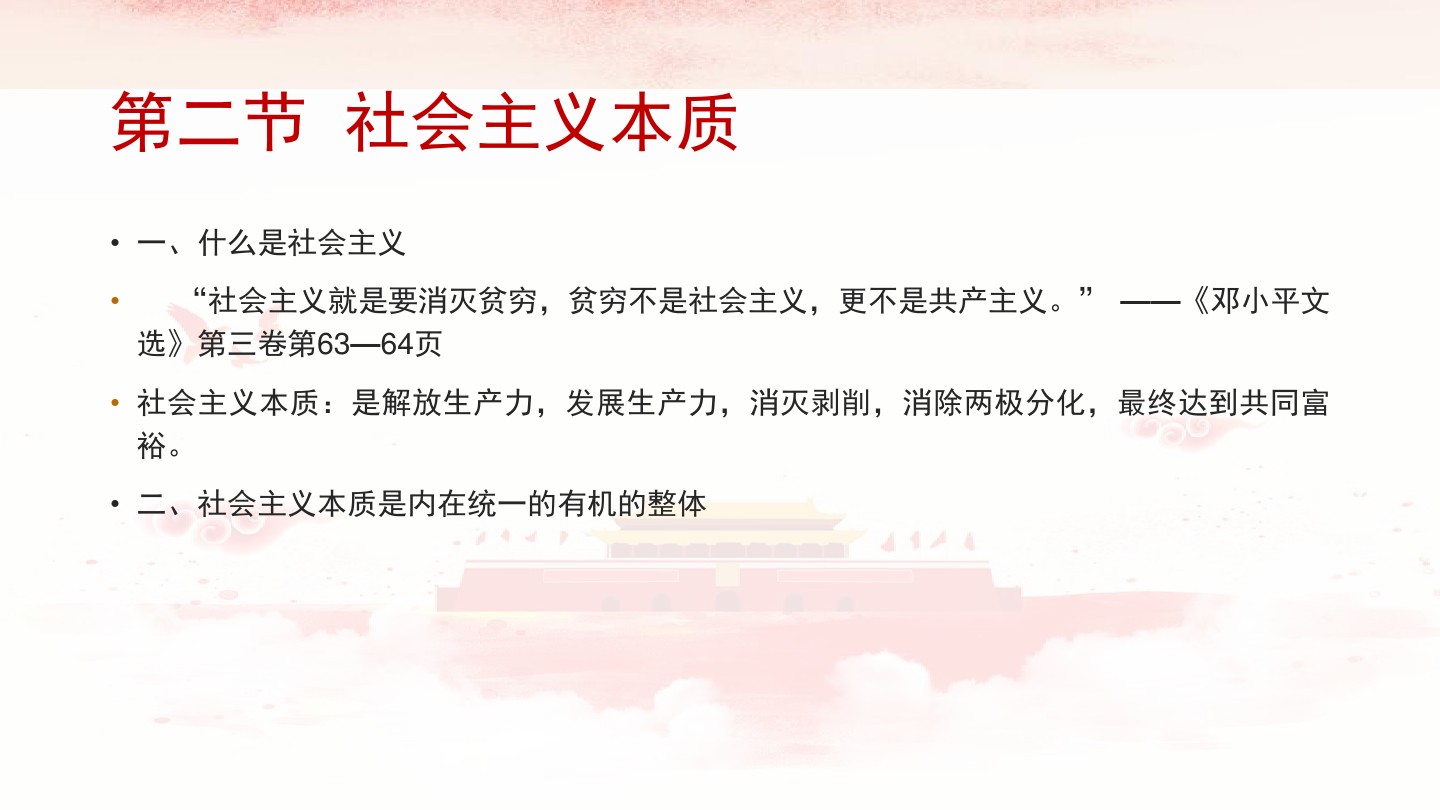 第二节 社会主义本质
• 一、什么是社会主义
• “社会主义就是要消灭贫穷，贫穷不是社会主义，更不是共产主义。” ——《邓小平文
选》第三卷第63—64页
• 社会主义本质：是解放生产力，发展生产力，消灭剥削，消除两极分化，最终达到共同富
裕。
• 二、社会主义本质是内在统一的有机的整体